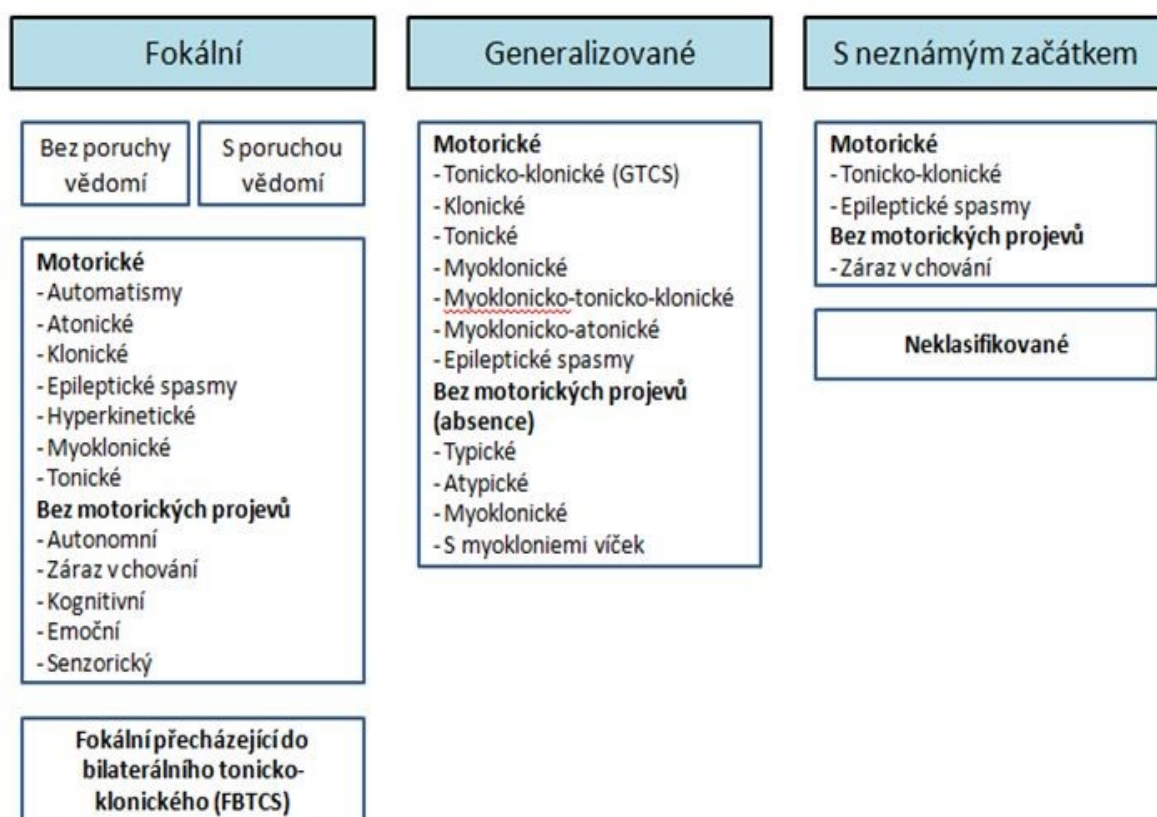 Fokální
Bez poruchy
vědomí
S poruchou
vědomí
Motorické
-Automatismy
-Atonické
-Klonické
-Epileptické spasmy
-Hyperkinetické
-Myoklonické
-Tonické
Bez motorických projevů
-Autonomní
-Záraz v chování
-Kognitivní
-Emoční
-Senzorický
Fokální přecházející do
bilaterálního tonicko-
klonického (FBTCS)
Generalizované
Motorické
-Tonicko-klonické (GTCS)
-Klonické
-Tonické
-Myoklonické
-Myoklonicko-tonicko-klonické
-Myoklonicko-atonické
-Epileptické spasmy
Bez motorických projevů
(absence)
-Typické
-Atypické
-Myoklonické
-S myokloniemi víček
S neznámým začátkem
Motorické
-Tonicko-klonické
-Epileptické spasmy
Bez motorických projevů
-Záraz v chování
Neklasifikované